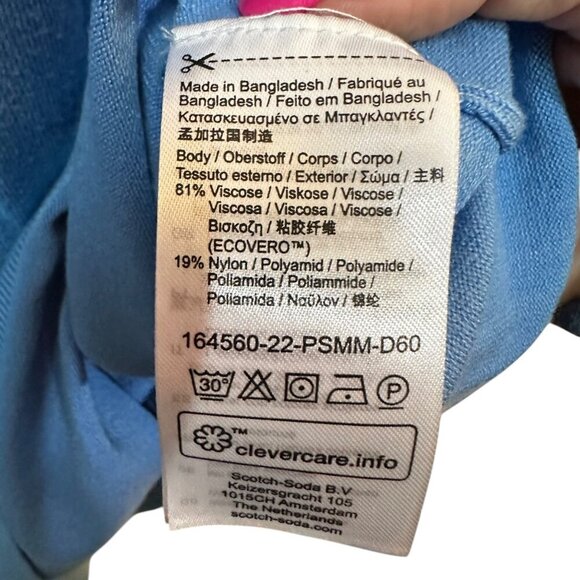 Made in Bangladesh / Fabriqué au
Bangladesh / Feito em Bangladesh /
Κατασκευασμένο σε Μπαγκλαντές /
孟加拉国制造
Body / Oberstoff / Corps / Corpo /
Tessuto esterno / Exterior / Σώμα / 主料
81% Viscose / Viskose / Viscose /
Viscosa / Viscosa / Viscose /
Βισκοζη / 粘胶纤维
(ECOVERO™)
19% Nylon / Polyamid / Polyamide /
Poliamida / Poliammide /
Poliamida / Ναϋλον / 锦纶
164560-22-PSMM-D60
30° P
™
clevercare.info
Scotch-Soda B.V
Keizersgracht 105
1015CH Amsterdam
The Netherlands
scotch-soda.com